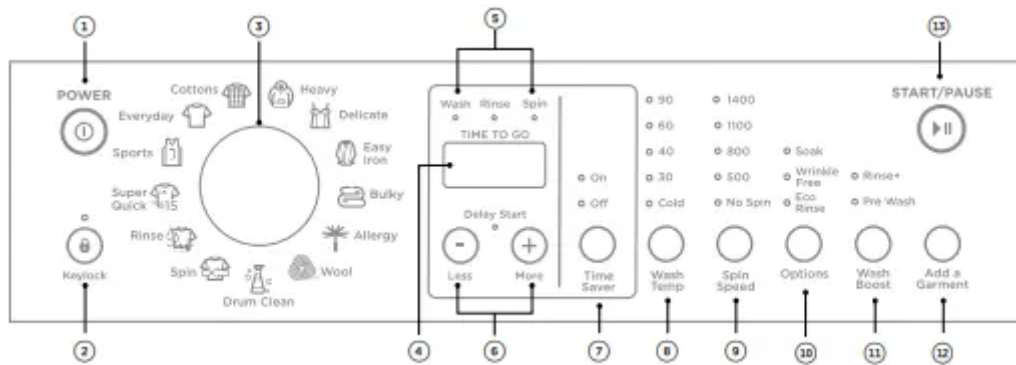 1
3
5
13
POWER
Cottons
Heavy
Everyday
Delicate
Sports
Easy
Iron
Super
Quick
15
Bulky
Rinse
Allergy
Spin
Wool
Drum Clean
Keylock
Wash Rinse Spin
TIME TO GO
Delay Start
-
+
Less
More
On
Off
Time
Saver
90
60
40
30
Cold
Wash
Temp
1400
1100
800
500
No Spin
Spin
Speed
Soak
Wrinkle
Free
Eco
Rinse
Options
Rinse+
Pre Wash
Wash
Boost
Add a
Garment
START/PAUSE
2
4
6
7
8
9
10
11
12